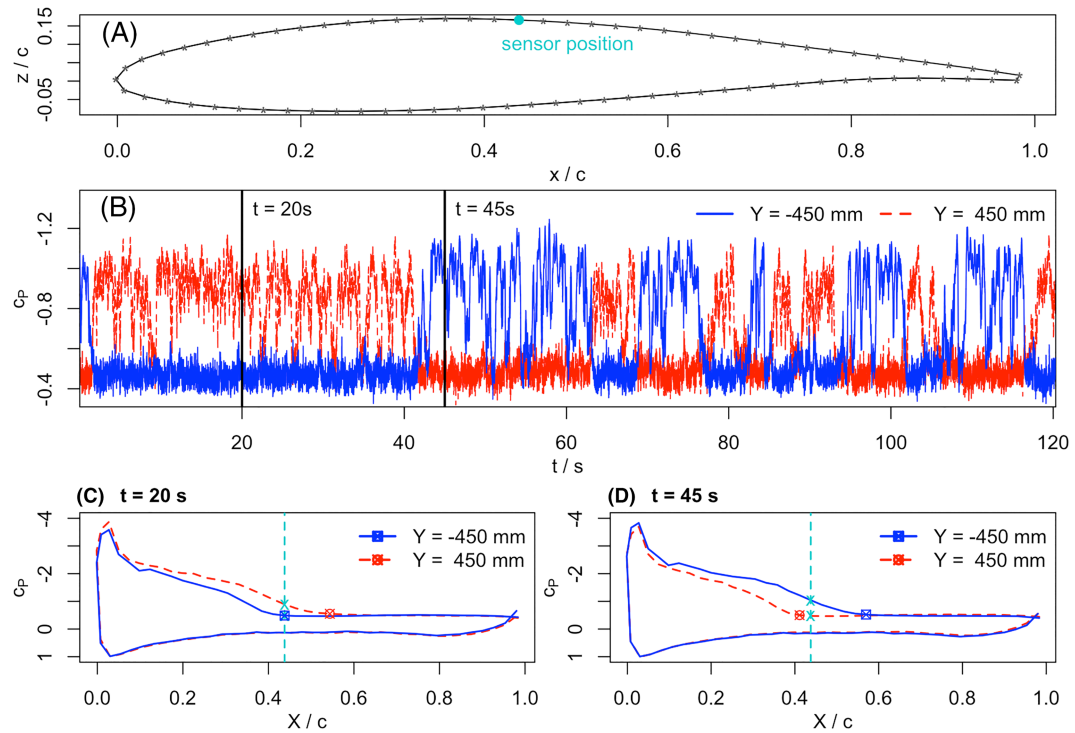 (A)
0.15
sensor position
z / c
-0.05
0.0 0.2 0.4 0.6 0.8 1.0
x / c
(B)
t = 20s
t = 45s
Y = -450 mm
Y = 450 mm
-1.2
-0.8
-0.4
cP
20 40 60 80 100 120
t / s
(C) t = 20 s
-4
-2
0
1
cP
Y = -450 mm
Y = 450 mm
0.0 0.2 0.4 0.6 0.8 1.0
X / c
(D) t = 45 s
-4
-2
0
1
cP
Y = -450 mm
Y = 450 mm
0.0 0.2 0.4 0.6 0.8 1.0
X / c